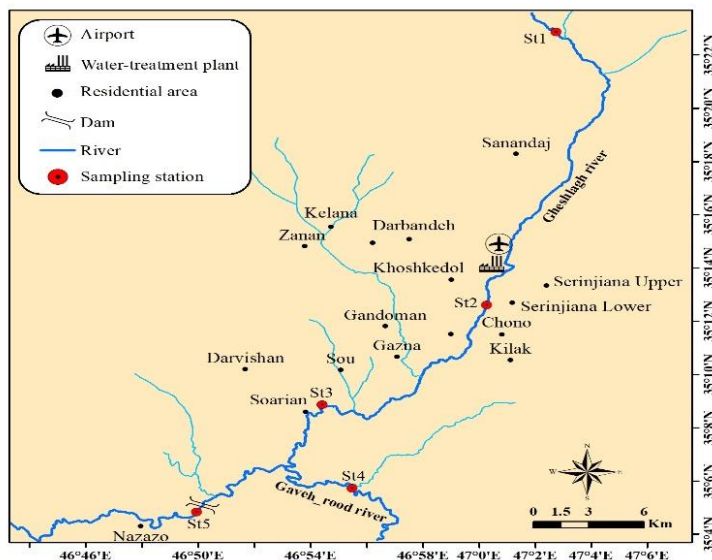 Airport
Water-treatment plant
Residential area
Dam
River
Sampling station
St1
Sanandaj
Gheshlagh river
Kelana
Darbandeh
Zanan
Khoshkedol
Serinjiana Upper
St2
Serinjiana Lower
Gandoman
Chono
Gazna
Kilak
Darvishan
Sou
St3
Soarian
St4
Gaveh_rood river
St5
Nazazo
N
0 1.5 3 6
Km
35°22'N
35°20'N
35°18'N
35°16'N
35°14'N
35°12'N
35°10'N
35°8'N
35°6'N
35°4'N
46°46'E 46°50'E 46°54'E 46°58'E 47°0'E 47°2'E 47°4'E 47°6'E